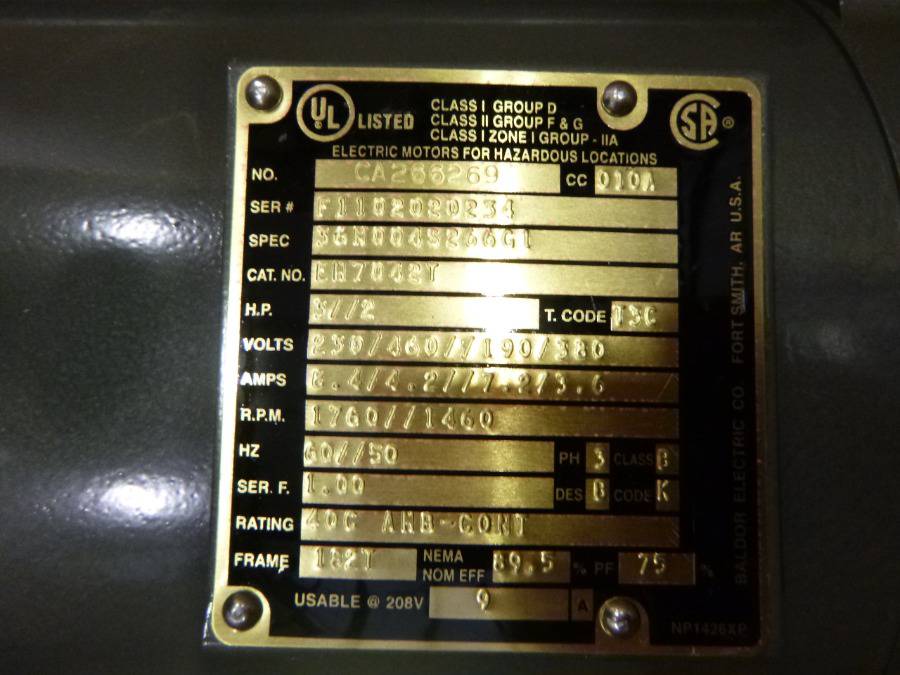 UL LISTED CLASS I GROUP D
CLASS II GROUP F & G
CLASS I ZONE I GROUP - IIA
SA ®
ELECTRIC MOTORS FOR HAZARDOUS LOCATIONS
NO. CA266269 CC 010A
SER # F1102020234
SPEC 36N004S266G1
CAT. NO. EM7042T
H.P. 3//2 T. CODE T3C
VOLTS 230/460//190/380
AMPS 8.4/4.2//7.2/3.6
R.P.M. 1760//1460
HZ 60//50 PH 3 CLASS B
SER. F. 1.00 DES B CODE K
RATING 40C AMB-CONT
FRAME 182T NEMA NOM EFF 89.5 % PF 75 %
USABLE @ 208V 9 A
NP1426XP
BALDOR ELECTRIC CO FORT SMITH, AR U.S.A.